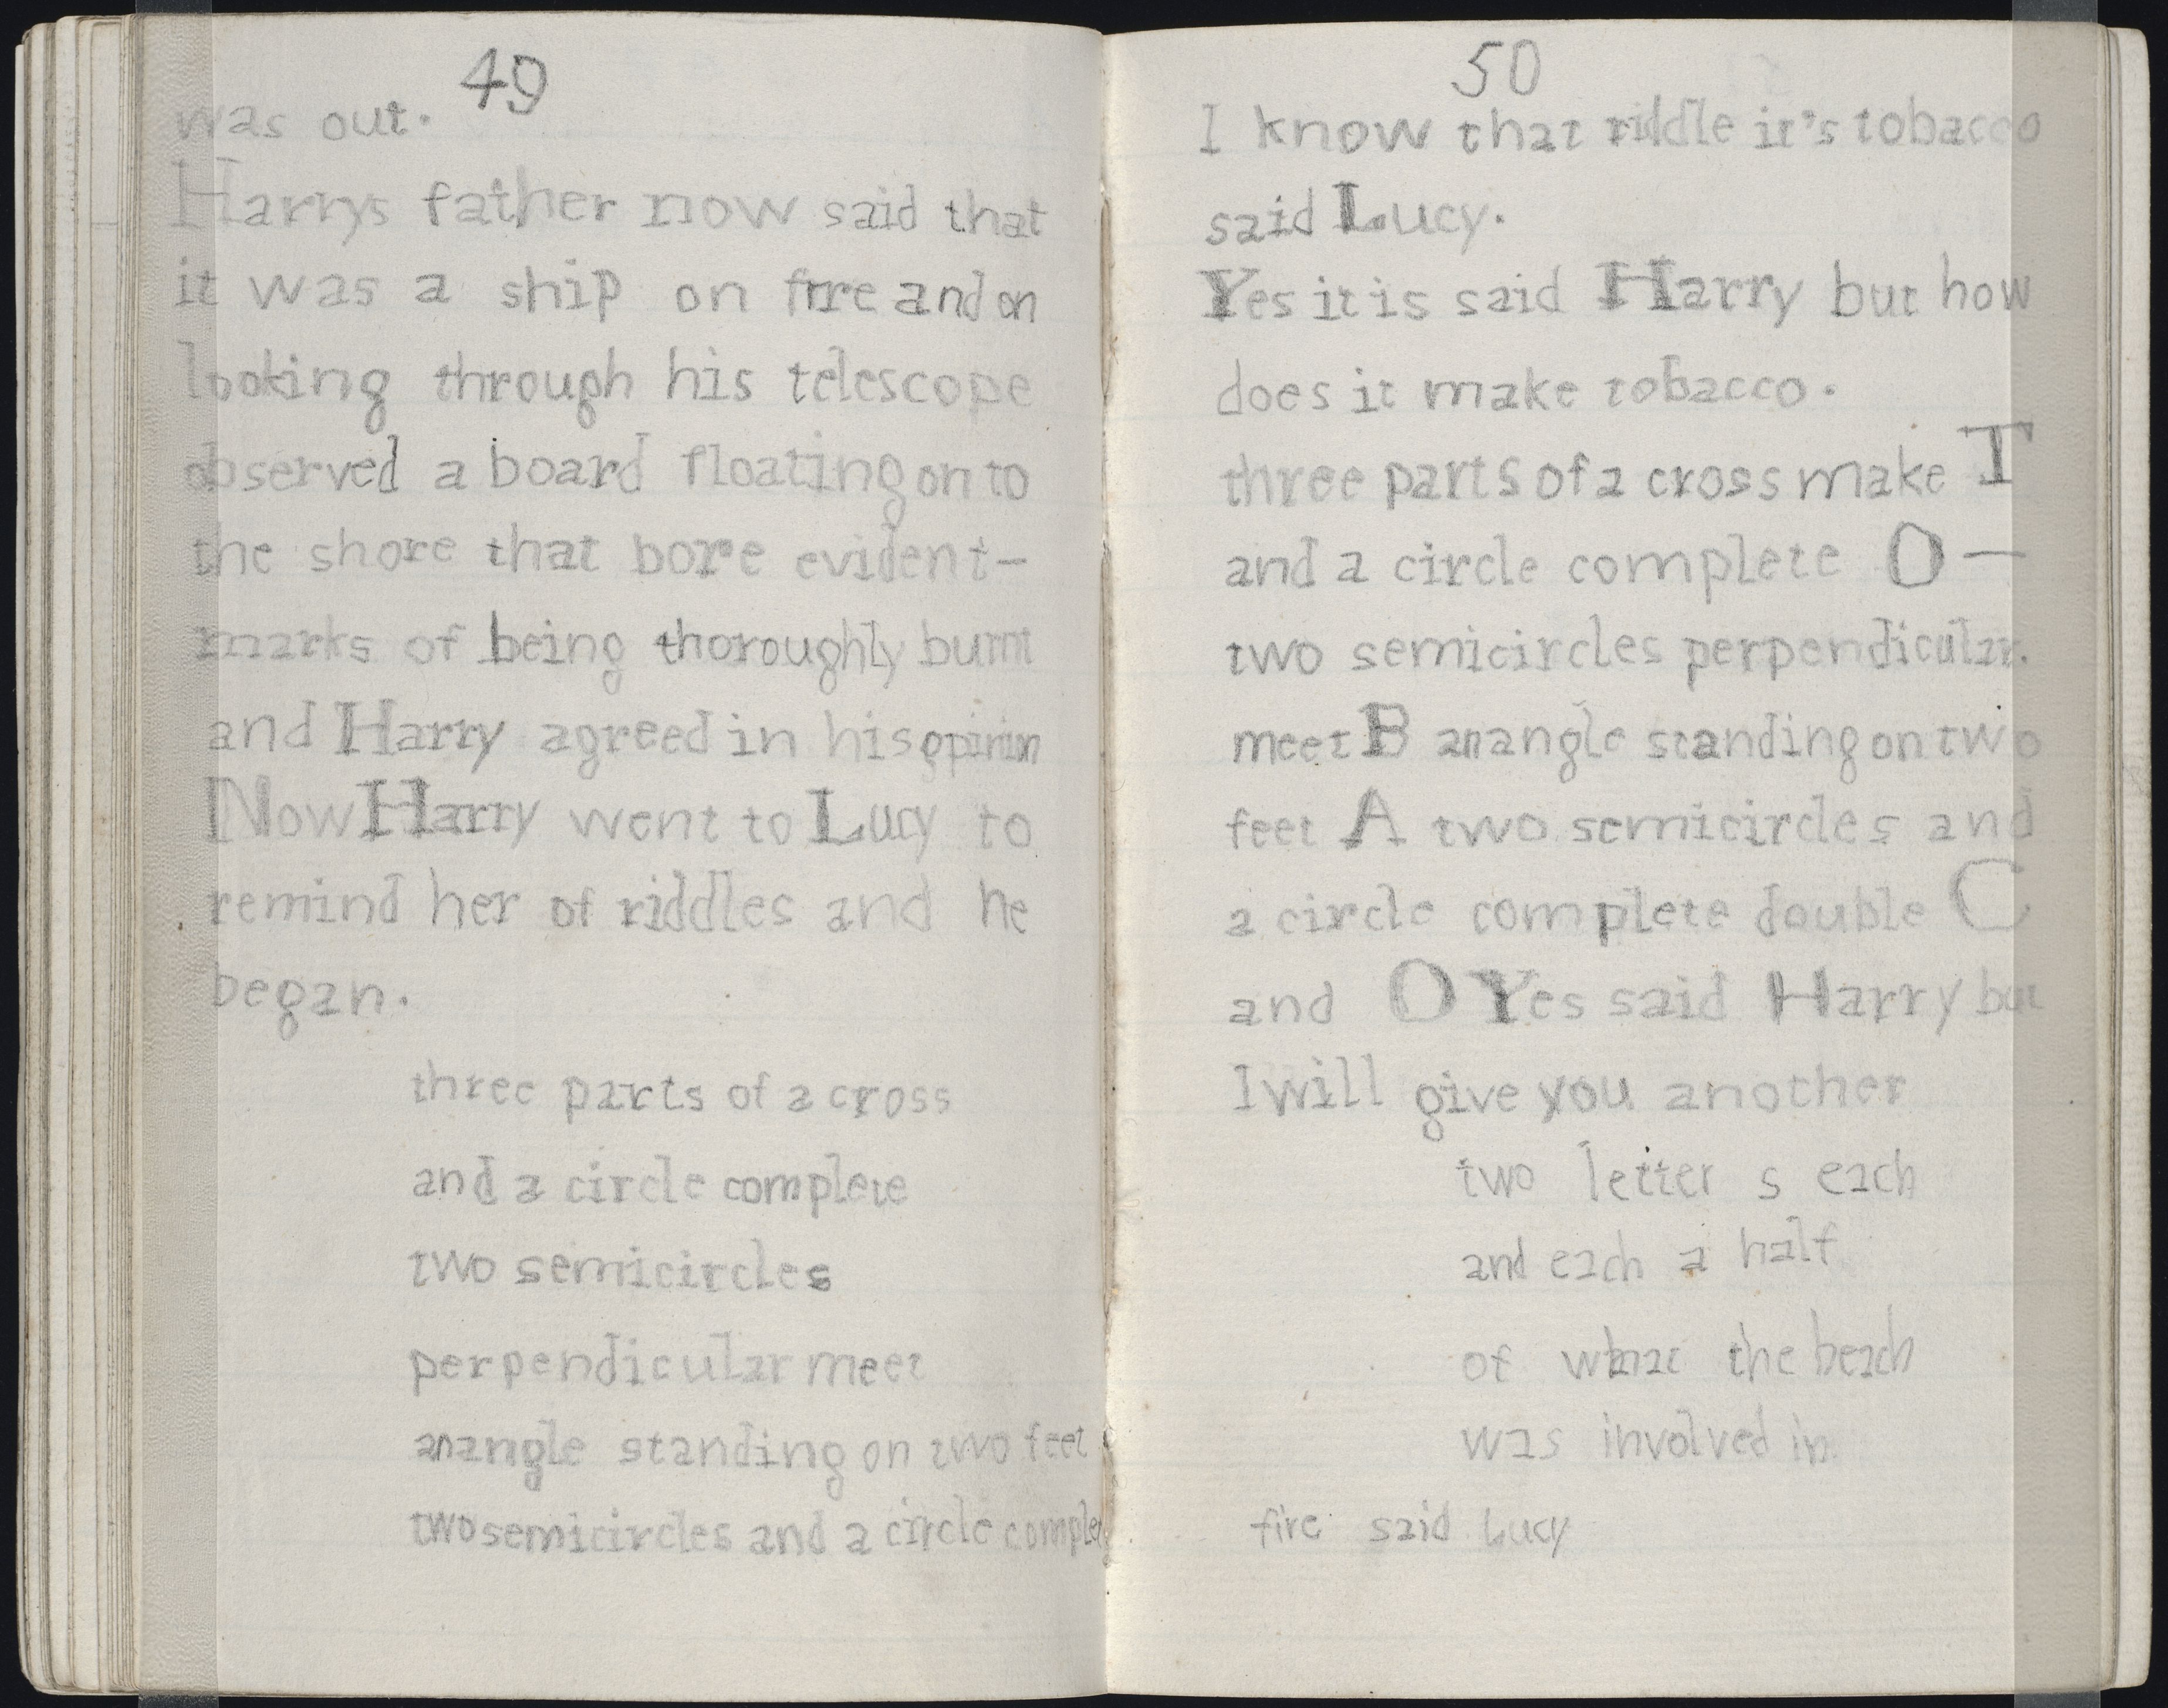 49
was out.
Harrys father now said that
it was a ship on fire and on
looking through his telescope
observed a board floating on to
the shore that bore evident-
marks of being thoroughly burnt
and Harry agreed in his opinion
Now Harry went to Lucy to
remind her of riddles and he
began.
three parts of a cross
and a circle complete
two semicircles
perpendicular meet
an angle standing on two feet
two semicircles and a circle complete
50
I know that riddle it's tobacco
said Lucy.
Yes it is said Harry but how
does it make tobacco.
three parts of a cross make T
and a circle complete O —
two semicircles perpendicular.
meet B an angle standing on two
feet A two semicircles and
a circle complete double C
and O Yes said Harry but
I will give you another
two letter s each
and each a half
of what the beach
was involved in
fire said Lucy